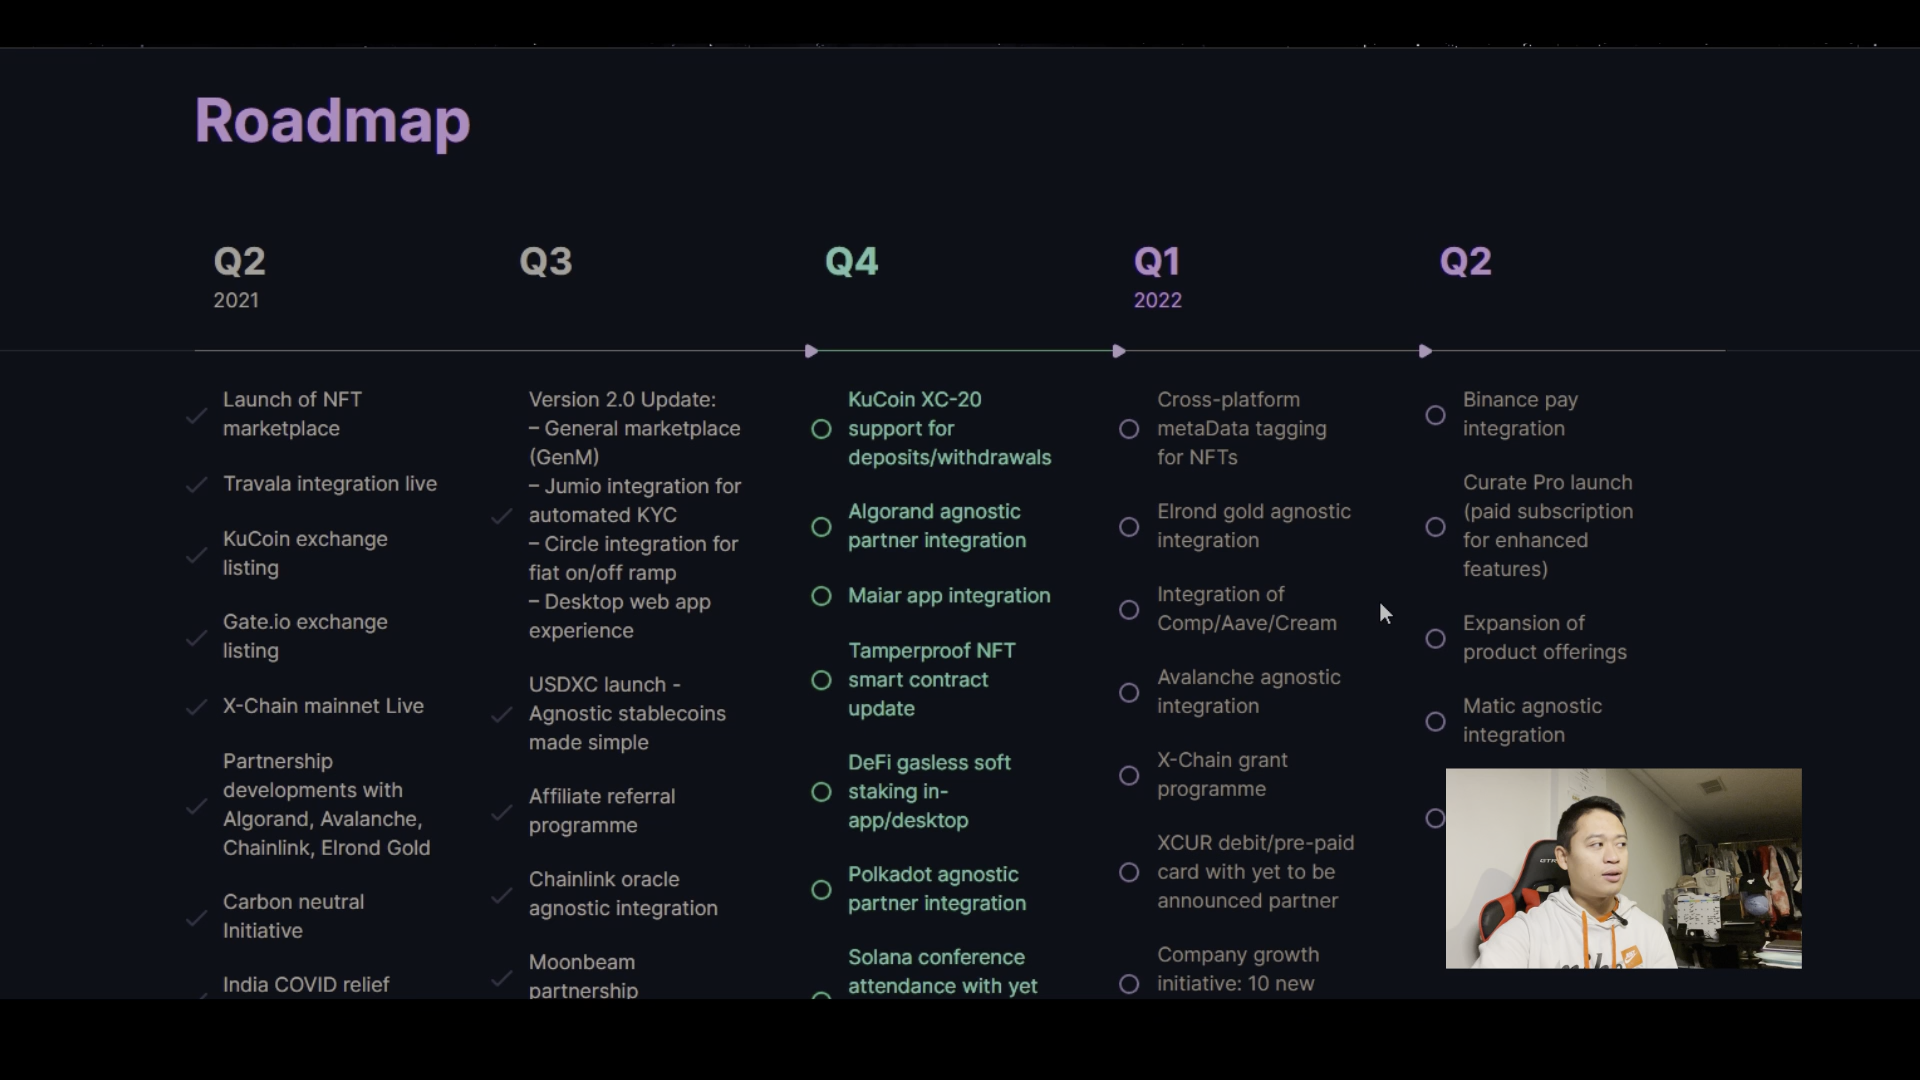 Roadmap
Q2
2021
Launch of NFT
marketplace
Travala integration live
KuCoin exchange
listing
Gate.io exchange
listing
X-Chain mainnet Live
Partnership
developments with
Algorand, Avalanche,
Chainlink, Elrond Gold
Carbon neutral
Initiative
India COVID relief
Q3
Version 2.0 Update:
– General marketplace
(GenM)
– Jumio integration for
automated KYC
– Circle integration for
fiat on/off ramp
– Desktop web app
experience
USDXC launch -
Agnostic stablecoins
made simple
Affiliate referral
programme
Chainlink oracle
agnostic integration
Moonbeam
partnership
Q4
KuCoin XC-20
support for
deposits/withdrawals
Algorand agnostic
partner integration
Maiar app integration
Tamperproof NFT
smart contract
update
DeFi gasless soft
staking in-
app/desktop
Polkadot agnostic
partner integration
Solana conference
attendance with yet
Q1
2022
Cross-platform
metaData tagging
for NFTs
Elrond gold agnostic
integration
Integration of
Comp/Aave/Cream
Avalanche agnostic
integration
X-Chain grant
programme
XCUR debit/pre-paid
card with yet to be
announced partner
Company growth
initiative: 10 new
Q2
Binance pay
integration
Curate Pro launch
(paid subscription
for enhanced
features)
Expansion of
product offerings
Matic agnostic
integration